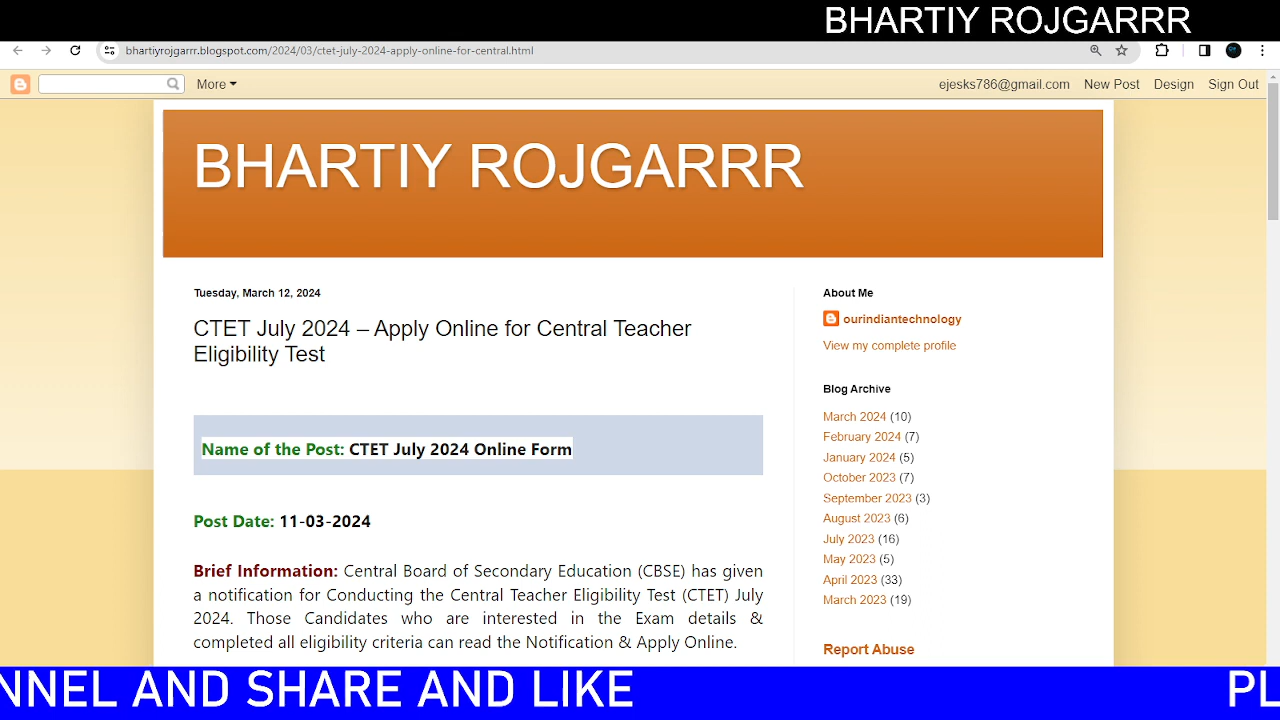 BHARTIY ROJGARRR
bhartiyrojgarr.blogspot.com/2024/03/ctet-july-2024-apply-online-for-central.html
More
ejesks786@gmail.com New Post Design Sign Out
BHARTIY ROJGARRR
Tuesday, March 12, 2024
CTET July 2024 – Apply Online for Central Teacher
Eligibility Test
Name of the Post: CTET July 2024 Online Form
Post Date: 11-03-2024
Brief Information: Central Board of Secondary Education (CBSE) has given
a notification for Conducting the Central Teacher Eligibility Test (CTET) July
2024. Those Candidates who are interested in the Exam details &
completed all eligibility criteria can read the Notification & Apply Online.
About Me
ourindiantechnology
View my complete profile
Blog Archive
March 2024 (10)
February 2024 (7)
January 2024 (5)
October 2023 (7)
September 2023 (3)
August 2023 (6)
July 2023 (16)
May 2023 (5)
April 2023 (33)
March 2023 (19)
Report Abuse
NNEL AND SHARE AND LIKE PL